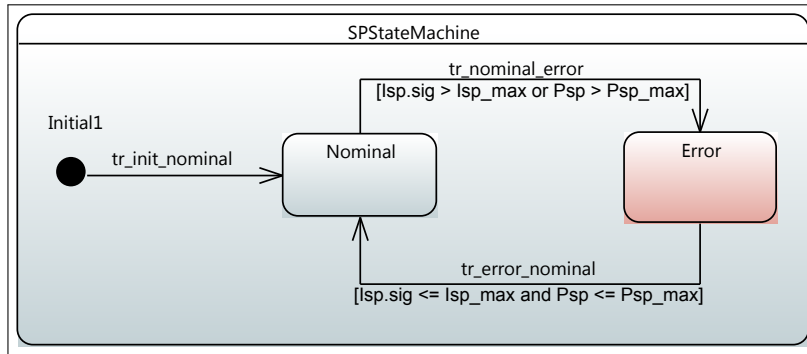 SPStateMachine
tr_nominal_error
[Isp.sig > Isp_max or Psp > Psp_max]
Initial1
tr_init_nominal
Nominal
Error
tr_error_nominal
[Isp.sig <= Isp_max and Psp <= Psp_max]